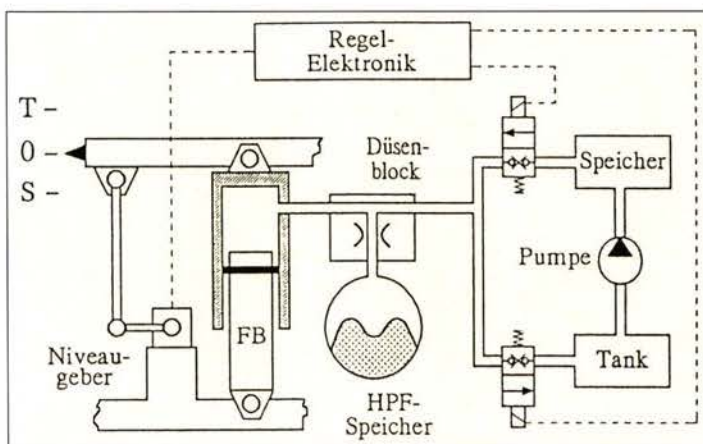 Regel-
Elektronik
T –
0 –
S –
Düsen-
block
Speicher
Pumpe
Niveau-
geber
FB
HPF-
Speicher
Tank